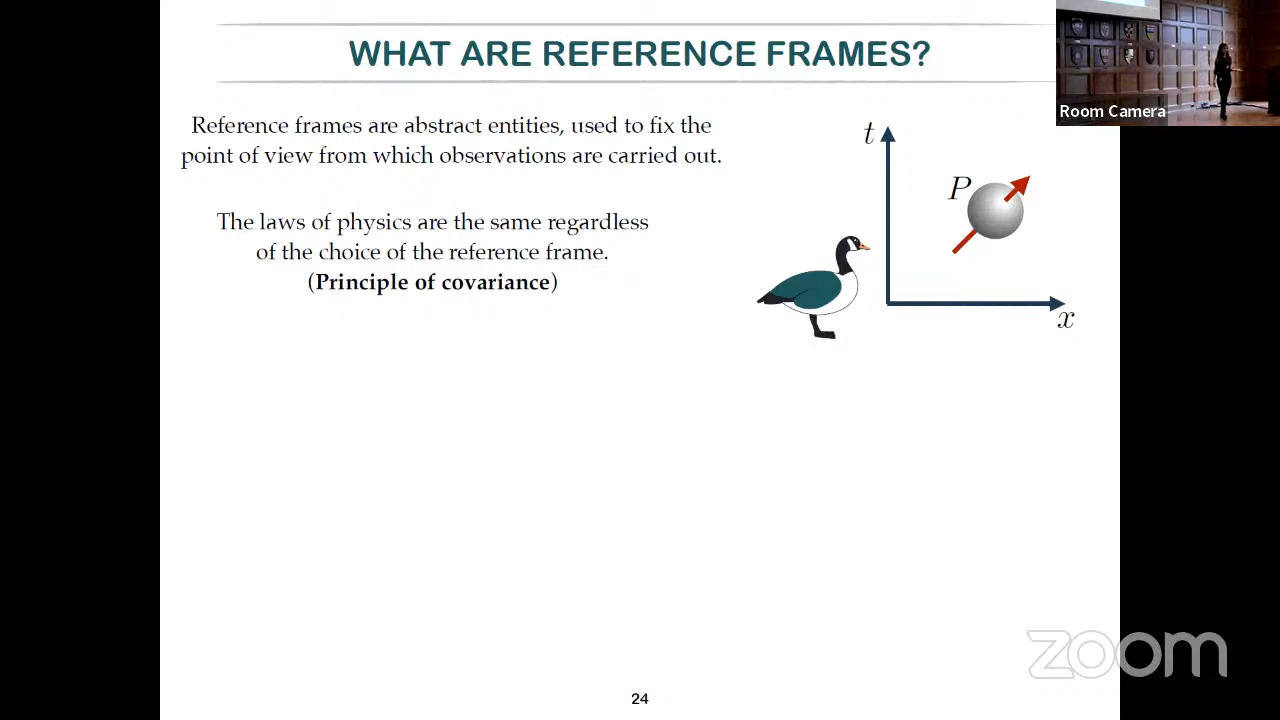 WHAT ARE REFERENCE FRAMES?
Room Camera
Reference frames are abstract entities, used to fix the
point of view from which observations are carried out.
The laws of physics are the same regardless
of the choice of the reference frame.
(Principle of covariance)
t
P
x
zoom
24